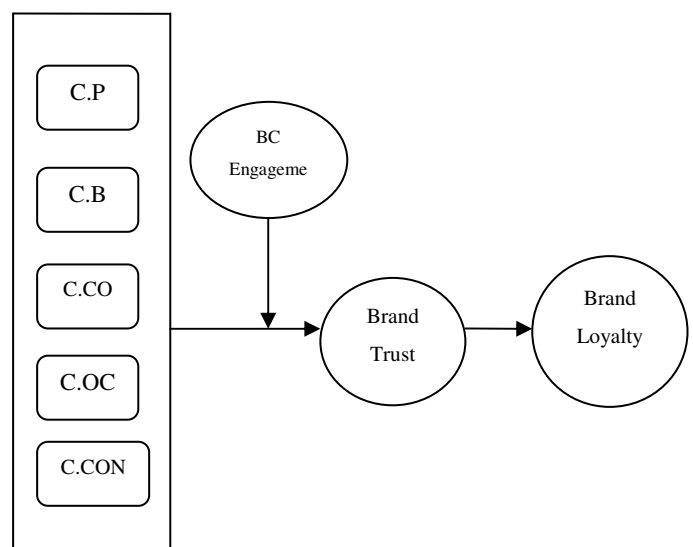 C.P
C.B
C.CO
C.OC
C.CON
BC
Engageme
Brand
Trust
Brand
Loyalty